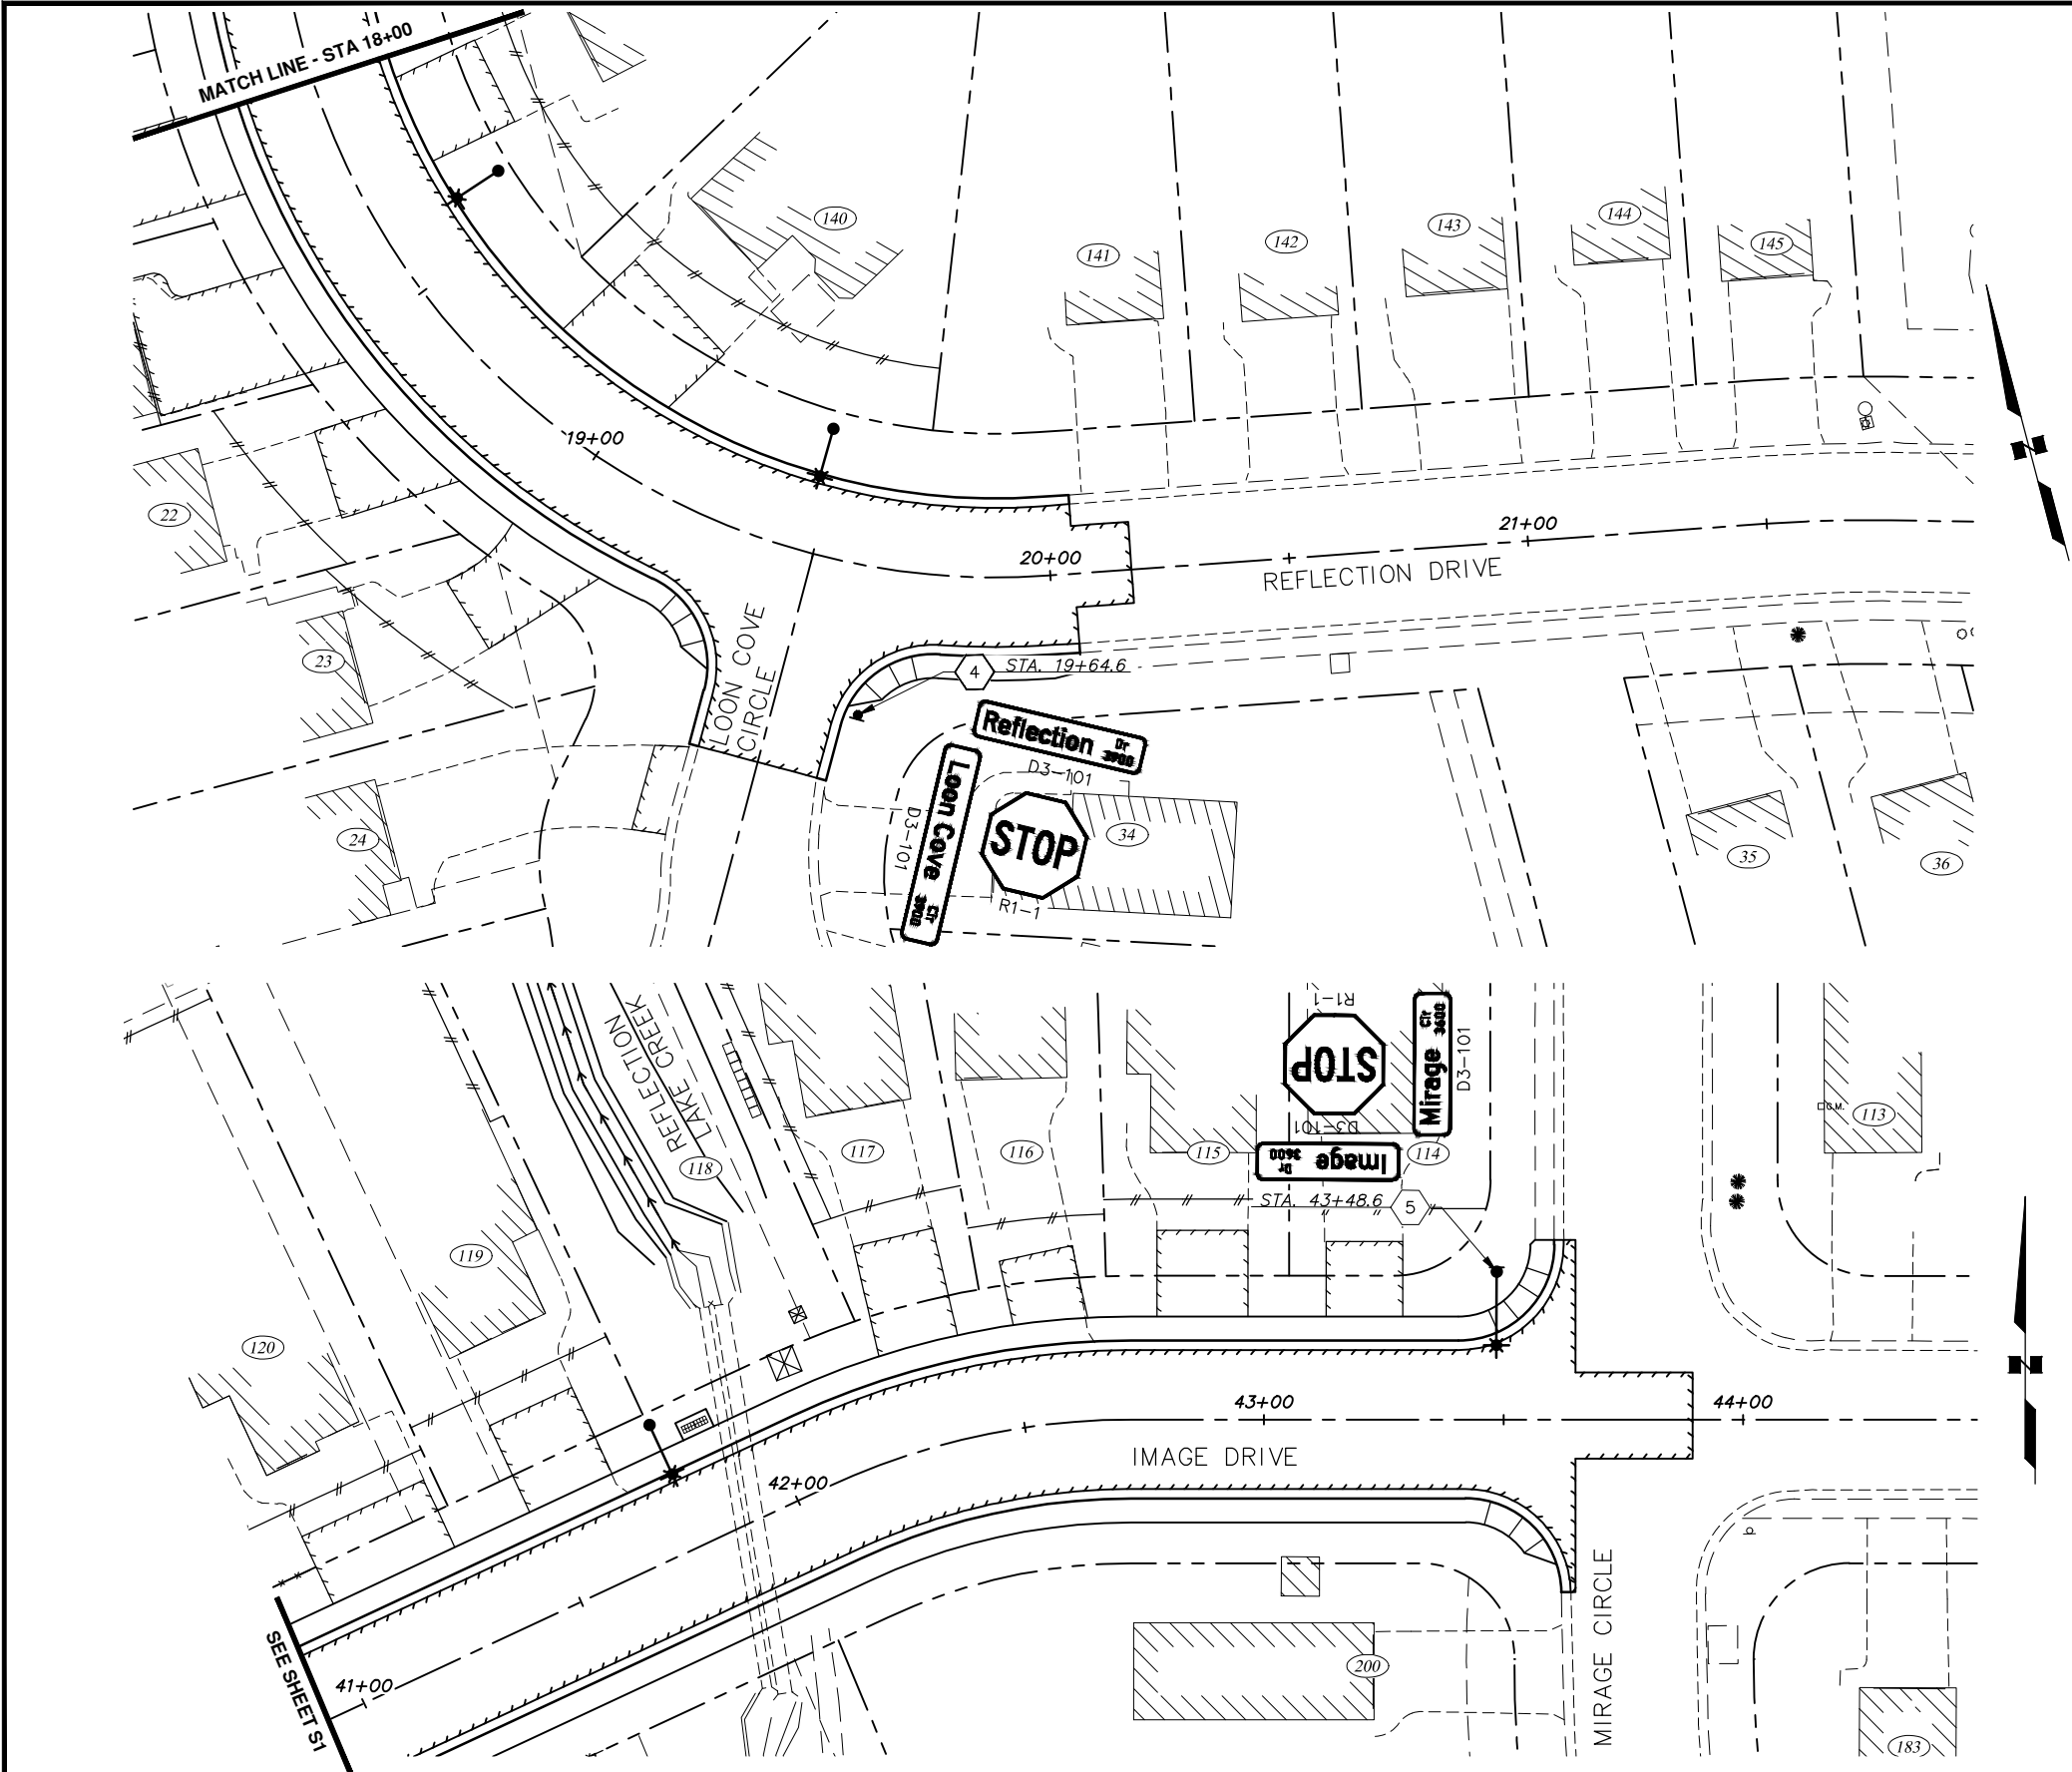 MATCH LINE - STA 18+00
140
141
142
143
144
145
19+00
22
20+00
21+00
REFLECTION DRIVE
23
LOON COVE
CIRCLE
4
STA. 19+64.6
Reflection Dr
3900
D3-101
Loon Cove Cir
3900
D3-101
STOP
R1-1
34
24
35
36
REFLECTION
LAKE CREEK
R1-1
STOP
D3-101
Mirage Cir
3600
D3-101
Image Dr
3600
113
114
115
116
117
118
119
120
STA. 43+48.6
5
43+00
44+00
IMAGE DRIVE
42+00
41+00
SEE SHEET S1
MIRAGE CIRCLE
200
183